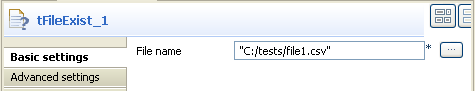 tFileExist_1
Basic settings
File name "C:/tests/file1.csv" * ...
Advanced settings